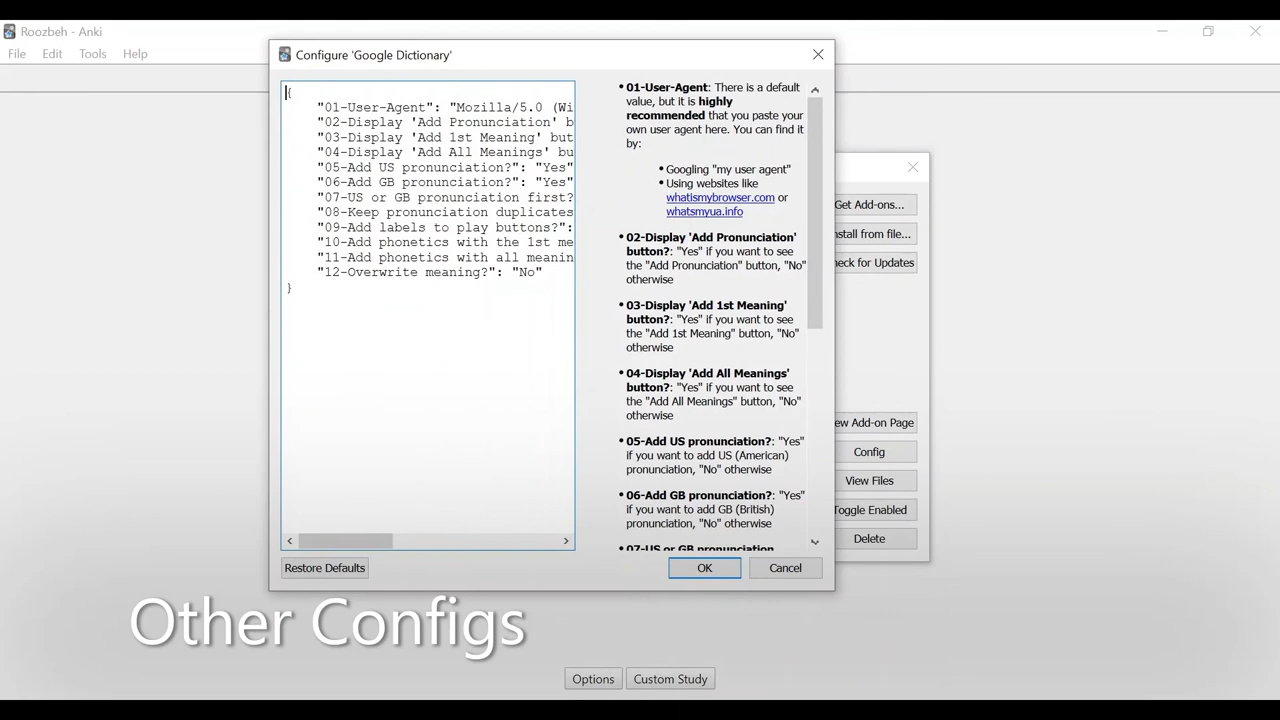 Roozbeh - Anki
File Edit Tools Help
Configure 'Google Dictionary'
{
"01-User-Agent": "Mozilla/5.0 (Wi
"02-Display 'Add Pronunciation' b
"03-Display 'Add 1st Meaning' but
"04-Display 'Add All Meanings' bu
"05-Add US pronunciation?": "Yes"
"06-Add GB pronunciation?": "Yes"
"07-US or GB pronunciation first?
"08-Keep pronunciation duplicates
"09-Add labels to play buttons?":
"10-Add phonetics with the 1st me
"11-Add phonetics with all meanin
"12-Overwrite meaning?": "No"
}
• 01-User-Agent: There is a default
value, but it is highly
recommended that you paste your
own user agent here. You can find it
by:
• Googling "my user agent"
• Using websites like
whatismybrowser.com or
whatsmyua.info
• 02-Display 'Add Pronunciation'
button?: "Yes" if you want to see
the "Add Pronunciation" button, "No"
otherwise
• 03-Display 'Add 1st Meaning'
button?: "Yes" if you want to see
the "Add 1st Meaning" button, "No"
otherwise
• 04-Display 'Add All Meanings'
button?: "Yes" if you want to see
the "Add All Meanings" button, "No"
otherwise
• 05-Add US pronunciation?: "Yes"
if you want to add US (American)
pronunciation, "No" otherwise
• 06-Add GB pronunciation?: "Yes"
if you want to add GB (British)
pronunciation, "No" otherwise
• 07-US or GB pronunciation
Restore Defaults
OK
Cancel
Get Add-ons...
nstall from file...
heck for Updates
ew Add-on Page
Config
View Files
Toggle Enabled
Delete
Other Configs
Options
Custom Study